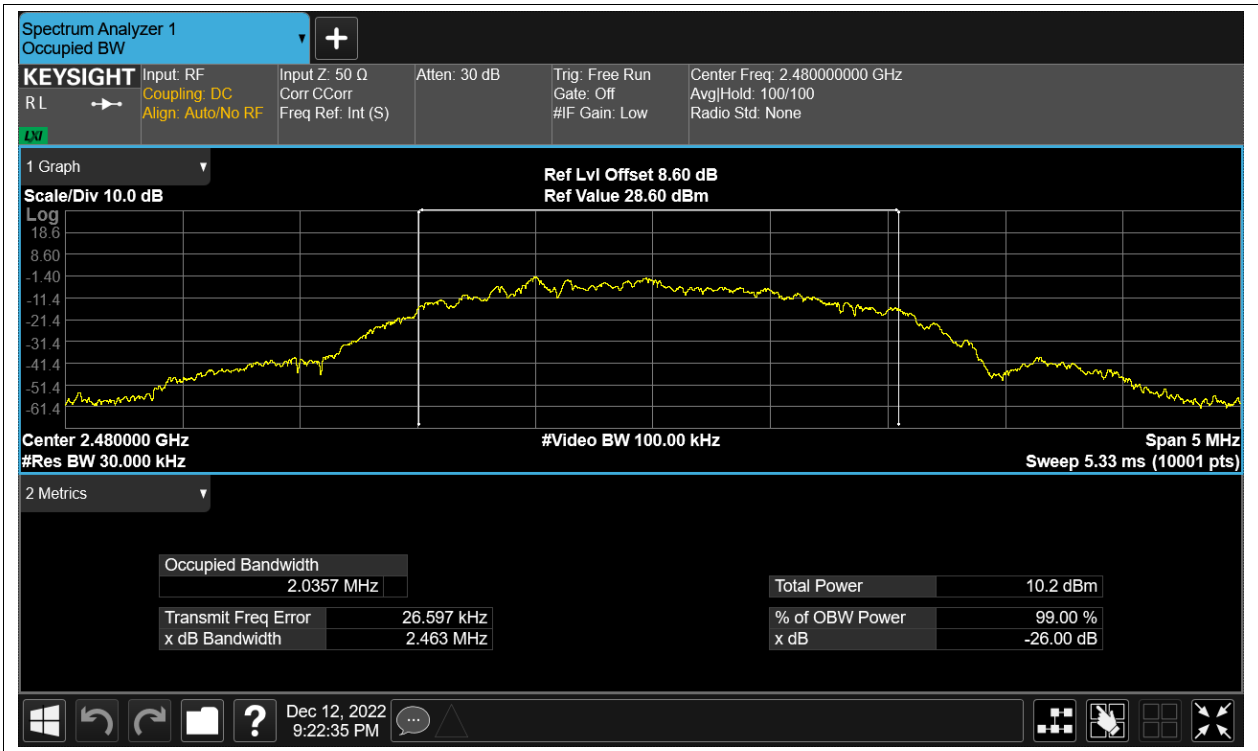 Spectrum Analyzer 1
Occupied BW
KEYSIGHT
R L
LXI
Input: RF
Coupling: DC
Align: Auto/No RF
Input Z: 50 Ω
Corr CCorr
Freq Ref: Int (S)
Atten: 30 dB
Trig: Free Run
Gate: Off
#IF Gain: Low
Center Freq: 2.480000000 GHz
Avg|Hold: 100/100
Radio Std: None
1 Graph
Scale/Div 10.0 dB
Ref Lvl Offset 8.60 dB
Ref Value 28.60 dBm
Log
18.6
8.60
-1.40
-11.4
-21.4
-31.4
-41.4
-51.4
-61.4
Center 2.480000 GHz
#Res BW 30.000 kHz
#Video BW 100.00 kHz
Span 5 MHz
Sweep 5.33 ms (10001 pts)
2 Metrics
Occupied Bandwidth
2.0357 MHz
Transmit Freq Error 26.597 kHz
x dB Bandwidth 2.463 MHz
Total Power 10.2 dBm
% of OBW Power 99.00 %
x dB -26.00 dB
?
Dec 12, 2022
9:22:35 PM